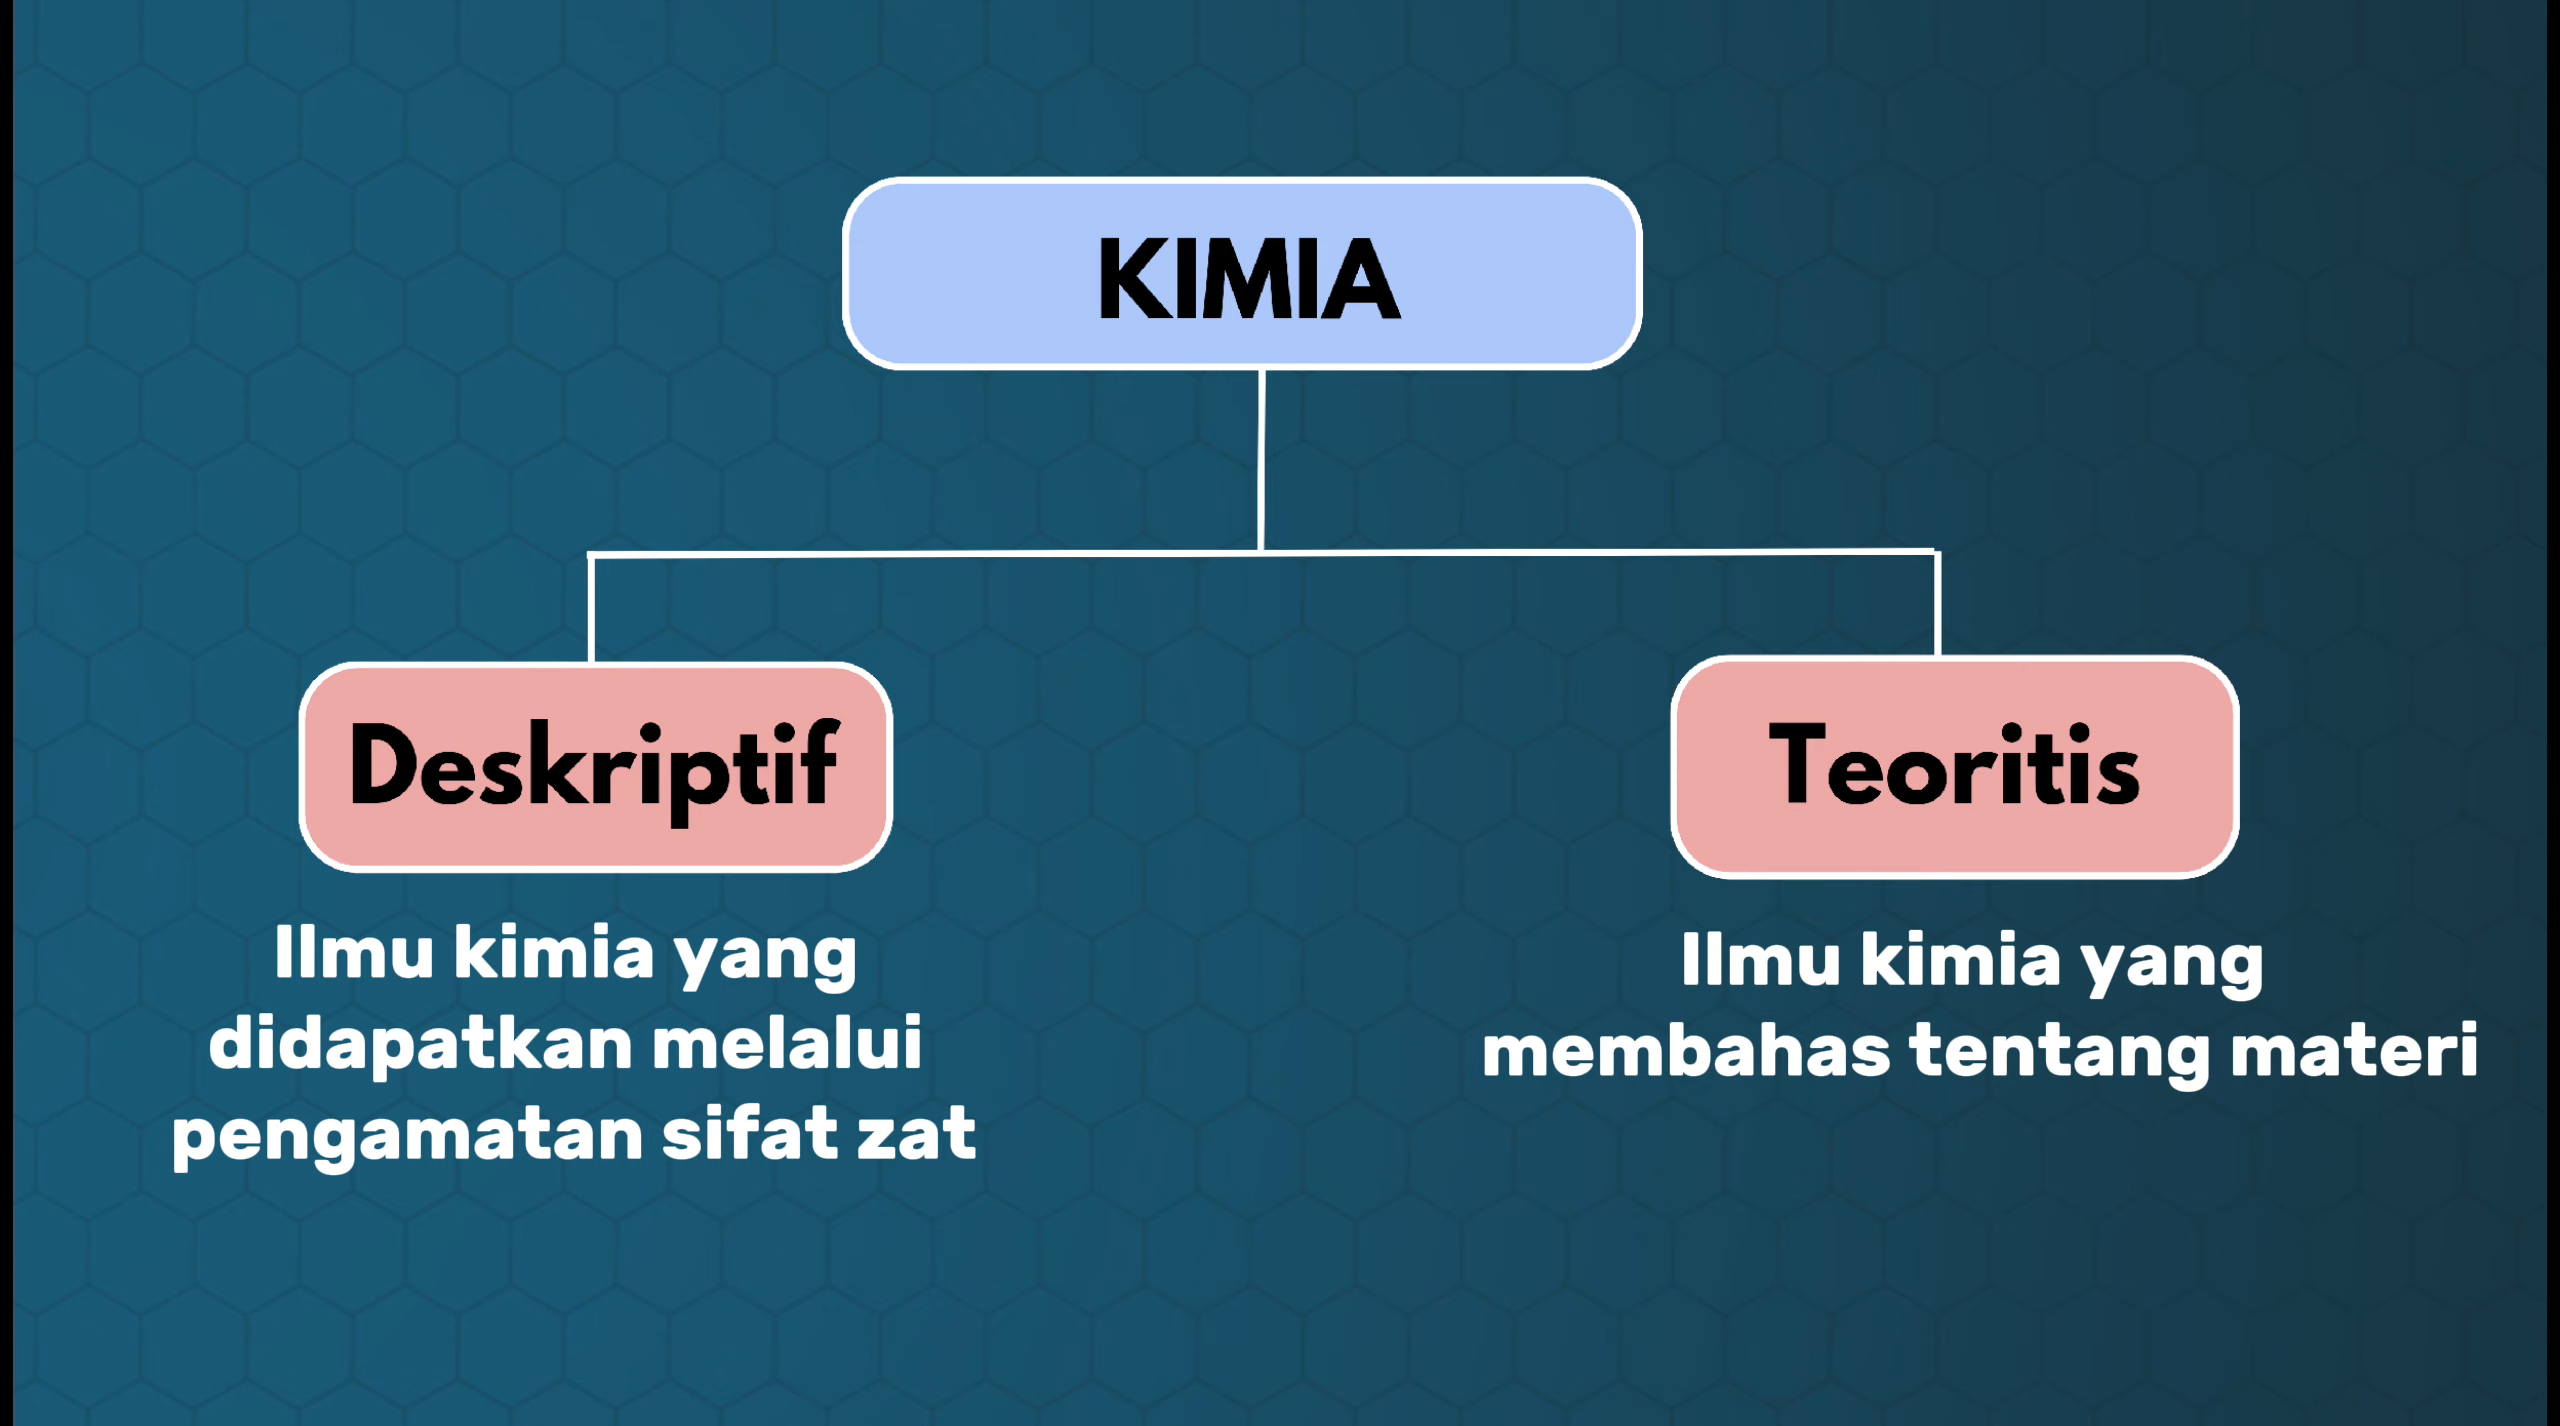 KIMIA
Deskriptif
Ilmu kimia yang
didapatkan melalui
pengamatan sifat zat
Teoritis
Ilmu kimia yang
membahas tentang materi